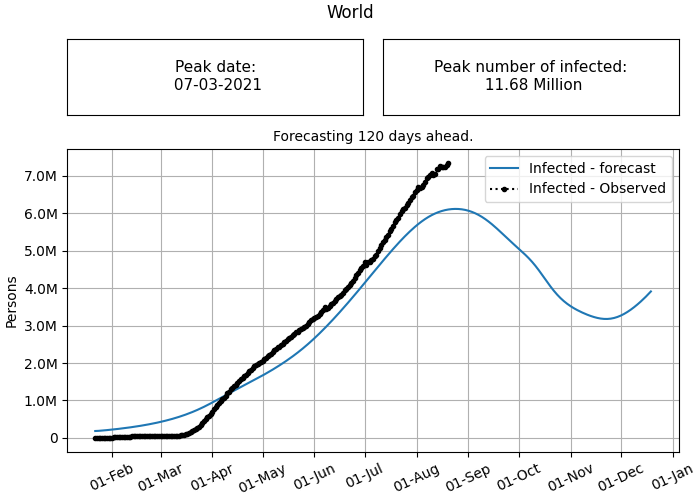 World
Peak date:
07-03-2021
Peak number of infected:
11.68 Million
Forecasting 120 days ahead.
Infected - forecast
Infected - Observed
7.0M
6.0M
5.0M
4.0M
3.0M
2.0M
1.0M
0
Persons
01-Feb
01-Mar
01-Apr
01-May
01-Jun
01-Jul
01-Aug
01-Sep
01-Oct
01-Nov
01-Dec
01-Jan